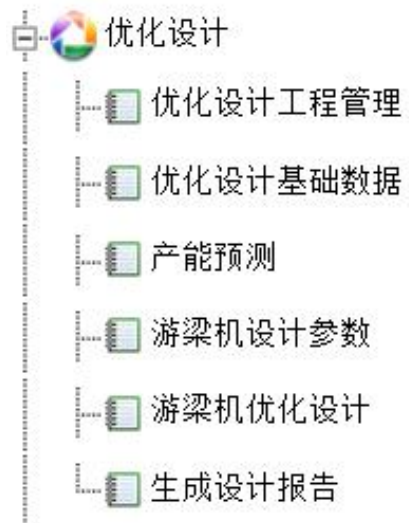 优化设计
优化设计工程管理
优化设计基础数据
产能预测
游梁机设计参数
游梁机优化设计
生成设计报告